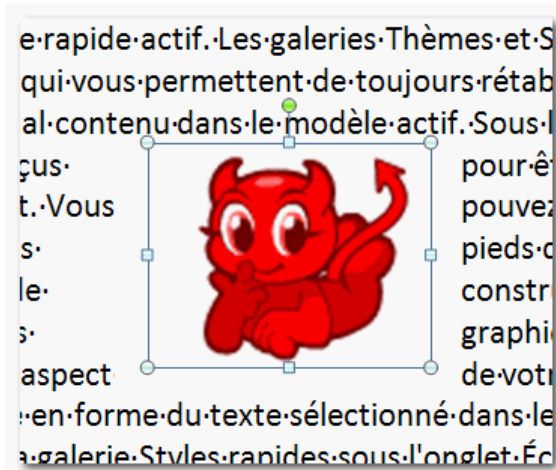 e·rapide·actif.·Les·galeries·Thèmes·et·S
qui·vous·permettent·de·toujours·rétab
al·contenu·dans·le·modèle·actif.·Sous·l
çus· pour·ê
t.·Vous pouvez
s· pieds·d
le· constru
s· graphi
aspect· de·votr
·en·forme·du·texte·sélectionné·dans·le
a·galerie·Styles·rapides·sous·l'onglet·Éc